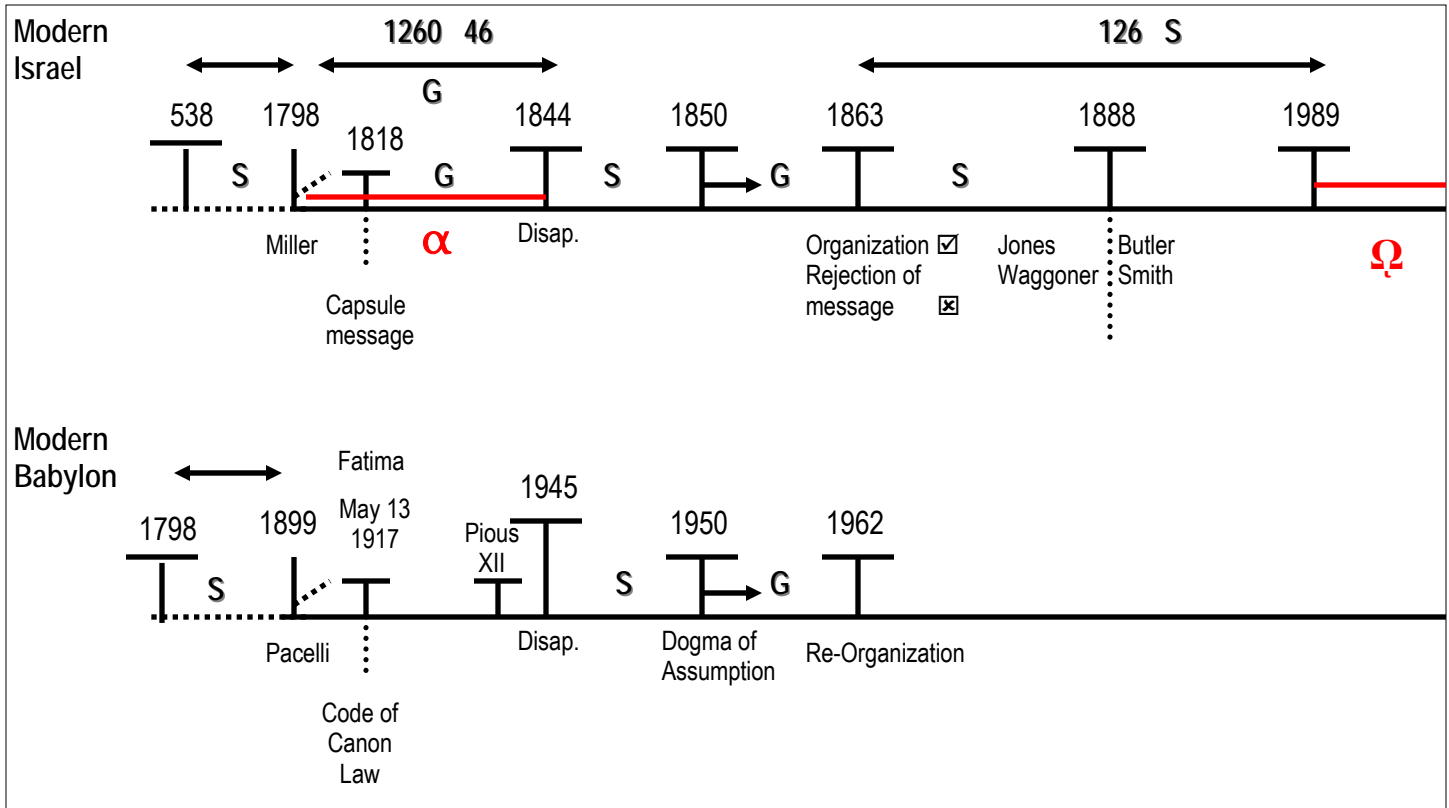 Modern
Israel
1260 46
126 S
G
538
1798
1818
1844
1850
1863
1888
1989
S
G
S
G
S
Miller
α
Disap.
Organization ☑
Rejection of
message ☒
Jones
Waggoner
Butler
Smith
Ω
Capsule
message
Modern
Babylon
Fatima
May 13
1917
1798
1899
Pious
XII
1945
1950
1962
S
S
G
Pacelli
Disap.
Dogma of
Assumption
Re-Organization
Code of
Canon
Law